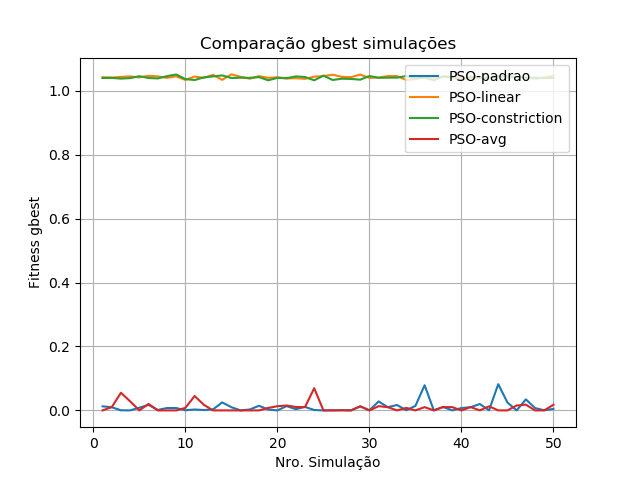 Comparação gbest simulações
PSO-padrao
PSO-linear
PSO-constriction
PSO-avg
Fitness gbest
1.0
0.8
0.6
0.4
0.2
0.0
0 10 20 30 40 50
Nro. Simulação